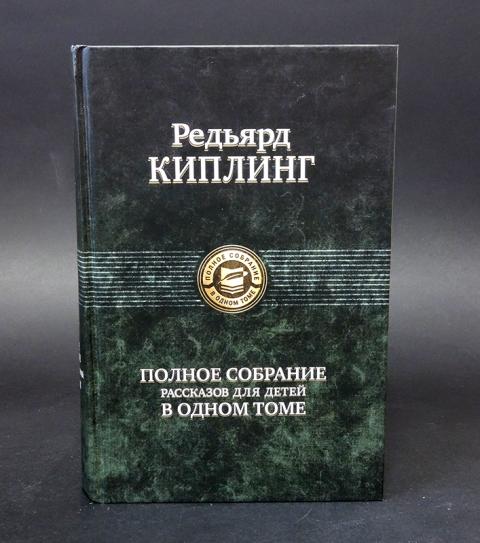 Редьярд
КИПЛИНГ
ПОЛНОЕ СОБРАНИЕ
В ОДНОМ ТОМЕ
ПОЛНОЕ СОБРАНИЕ
РАССКАЗОВ ДЛЯ ДЕТЕЙ
В ОДНОМ ТОМЕ